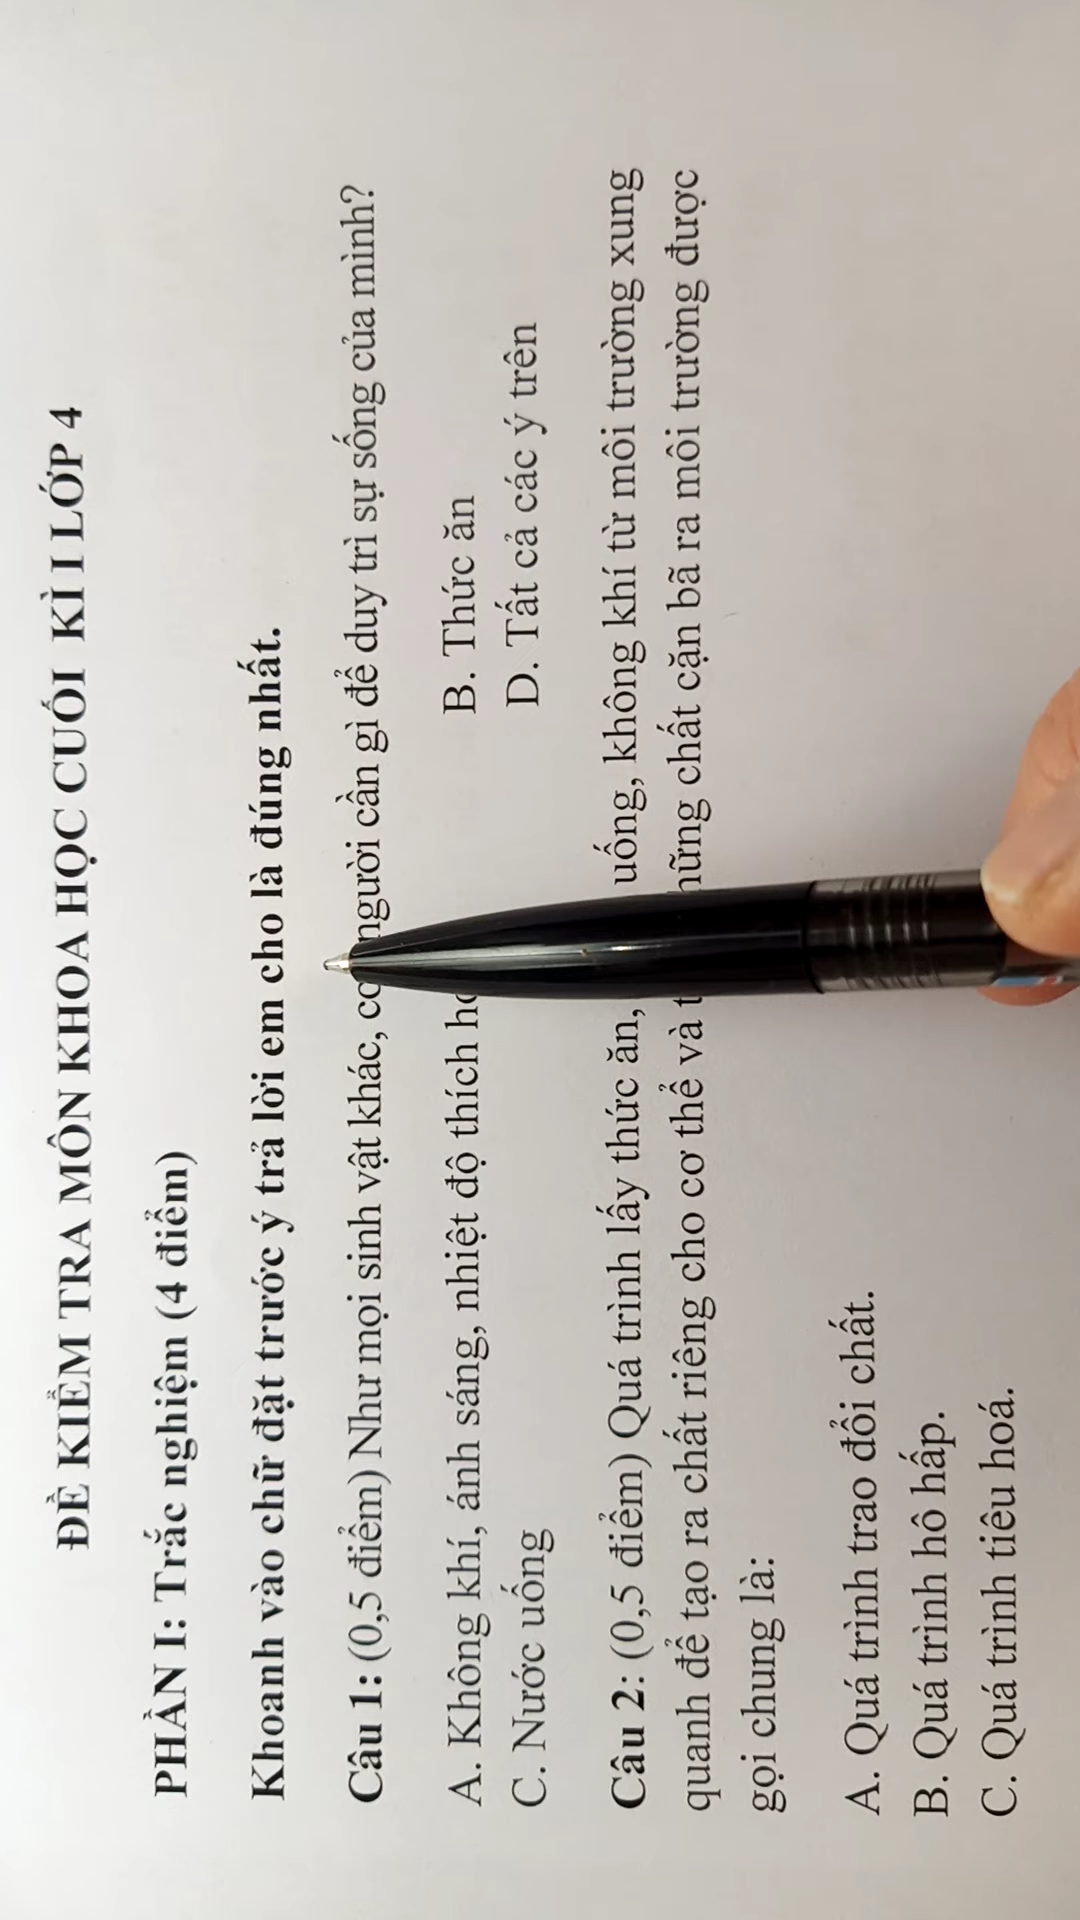 ĐỀ KIỂM TRA MÔN KHOA HỌC CUỐI KÌ I LỚP 4
PHẦN I: Trắc nghiệm (4 điểm)
Khoanh vào chữ đặt trước ý trả lời em cho là đúng nhất.
Câu 1: (0,5 điểm) Như mọi sinh vật khác, người cần gì để duy trì sự sống của mình?
A. Không khí, ánh sáng, nhiệt độ thích B. Thức ăn
C. Nước uống D. Tất cả các ý trên
Câu 2: (0,5 điểm) Quá trình lấy thức ăn, uống, không khí từ môi trường xung
quanh để tạo ra chất riêng cho cơ thể và chất cặn bã ra môi trường được
gọi chung là:
A. Quá trình trao đổi chất.
B. Quá trình hô hấp.
C. Quá trình tiêu hoá.